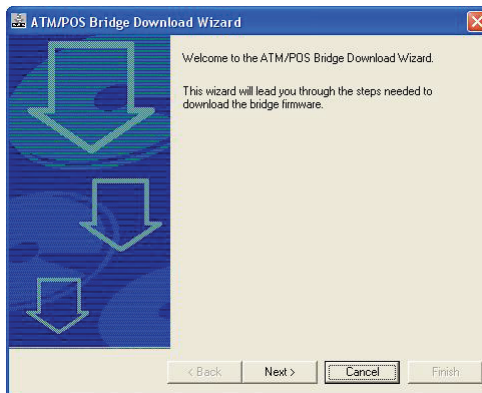 ATM/POS Bridge Download Wizard
Welcome to the ATM/POS Bridge Download Wizard.
This wizard will lead you through the steps needed to
download the bridge firmware.
< Back Next > Cancel Finish